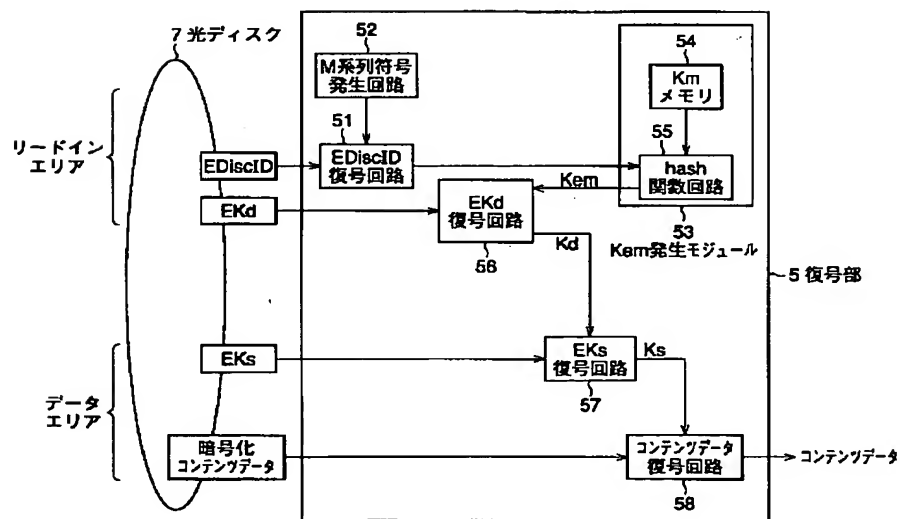 7 光ディスク
52
M系列符号
発生回路
54
Km
メモリ
51
55
リードイン
エリア
EDiscID
EDiscID
復号回路
hash
関数回路
Kem
EKd
EKd
復号回路
53
Kem発生モジュール
56
Kd
5 復号部
EKs
EKs
復号回路
Ks
57
データ
エリア
暗号化
コンテンツデータ
コンテンツデータ
復号回路
コンテンツデータ
58